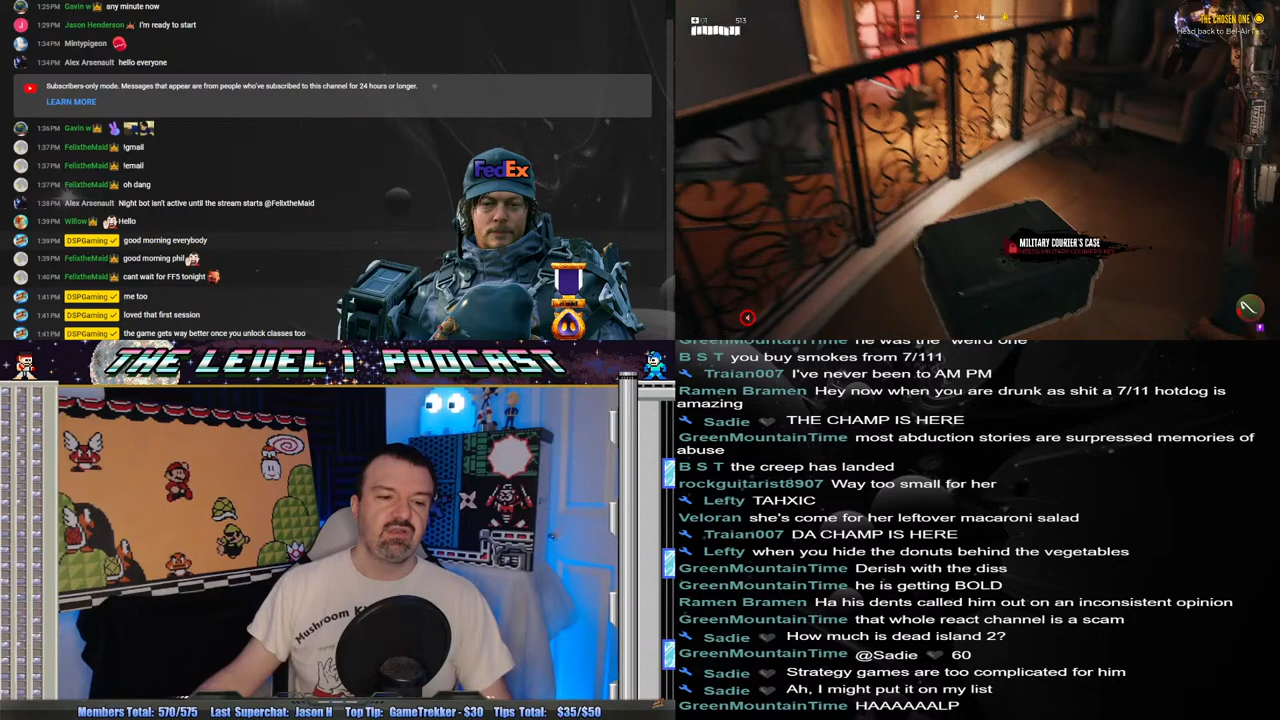 1:25PM Gavin w any minute now
1:29PM Jason Henderson I'm ready to start
1:34PM Mintypigeon
1:34PM Alex Arsenault hello everyone
Subscribers-only mode. Messages that appear are from people who've subscribed to this channel for 24 hours or longer.
LEARN MORE
1:36PM Gavin w
1:37PM FelixtheMaid !gmail
1:37PM FelixtheMaid !email
1:37PM FelixtheMaid oh dang
1:38PM Alex Arsenault Night bot isn't active until the stream starts @FelixtheMaid
1:39PM Willow Hello
1:39PM DSPGaming good morning everybody
1:39PM FelixtheMaid good morning phil
1:40PM FelixtheMaid cant wait for FF5 tonight
1:41PM DSPGaming me too
1:41PM DSPGaming loved that first session
1:41PM DSPGaming the game gets way better once you unlock classes too
FedEx
01 513
THE CHOSEN ONE
Head back to Bel-Air
MILITARY COURIER'S CASE
THE LEVEL 1 PODCAST
Mushroom K
Members Total: 570/575 Last Superchat: Jason H Top Tip: GameTrekker - $30 Tips Total: $35/$50
GreenMountainTime he was the "weird one"
B S T you buy smokes from 7/111
Traian007 I've never been to AM PM
Ramen Bramen Hey now when you are drunk as shit a 7/11 hotdog is
amazing
Sadie THE CHAMP IS HERE
GreenMountainTime most abduction stories are surpressed memories of
abuse
B S T the creep has landed
rockguitarist8907 Way too small for her
Lefty TAHXIC
Veloran she's come for her leftover macaroni salad
Traian007 DA CHAMP IS HERE
Lefty when you hide the donuts behind the vegetables
GreenMountainTime Derish with the diss
GreenMountainTime he is getting BOLD
Ramen Bramen Ha his dents called him out on an inconsistent opinion
GreenMountainTime that whole react channel is a scam
Sadie How much is dead island 2?
GreenMountainTime @Sadie 60
Sadie Strategy games are too complicated for him
Sadie Ah, I might put it on my list
GreenMountainTime HAAAAAALP